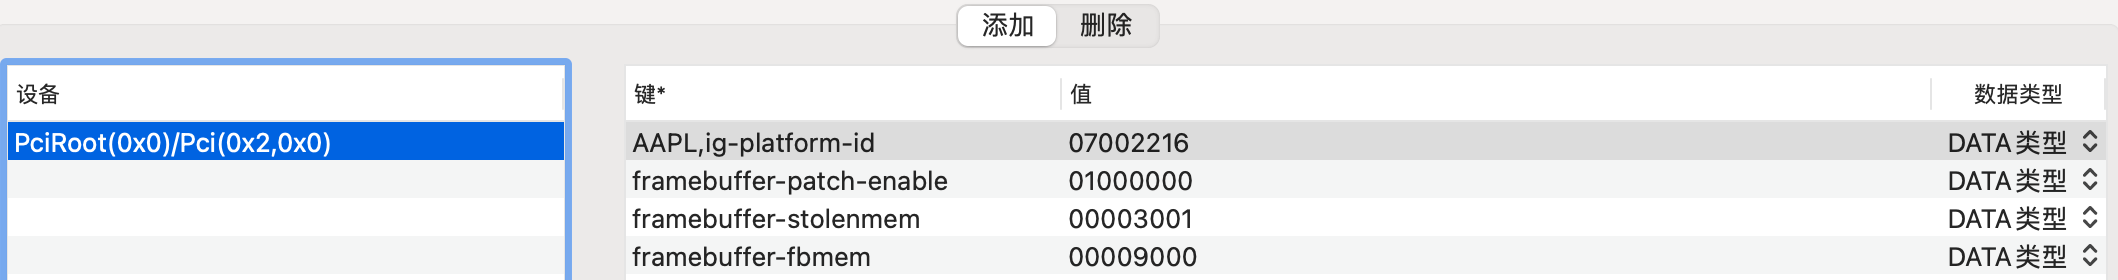 添加 删除
设备
PciRoot(0x0)/Pci(0x2,0x0)
键* 值 数据类型
AAPL,ig-platform-id 07002216 DATA 类型
framebuffer-patch-enable 01000000 DATA 类型
framebuffer-stolenmem 00003001 DATA 类型
framebuffer-fbmem 00009000 DATA 类型